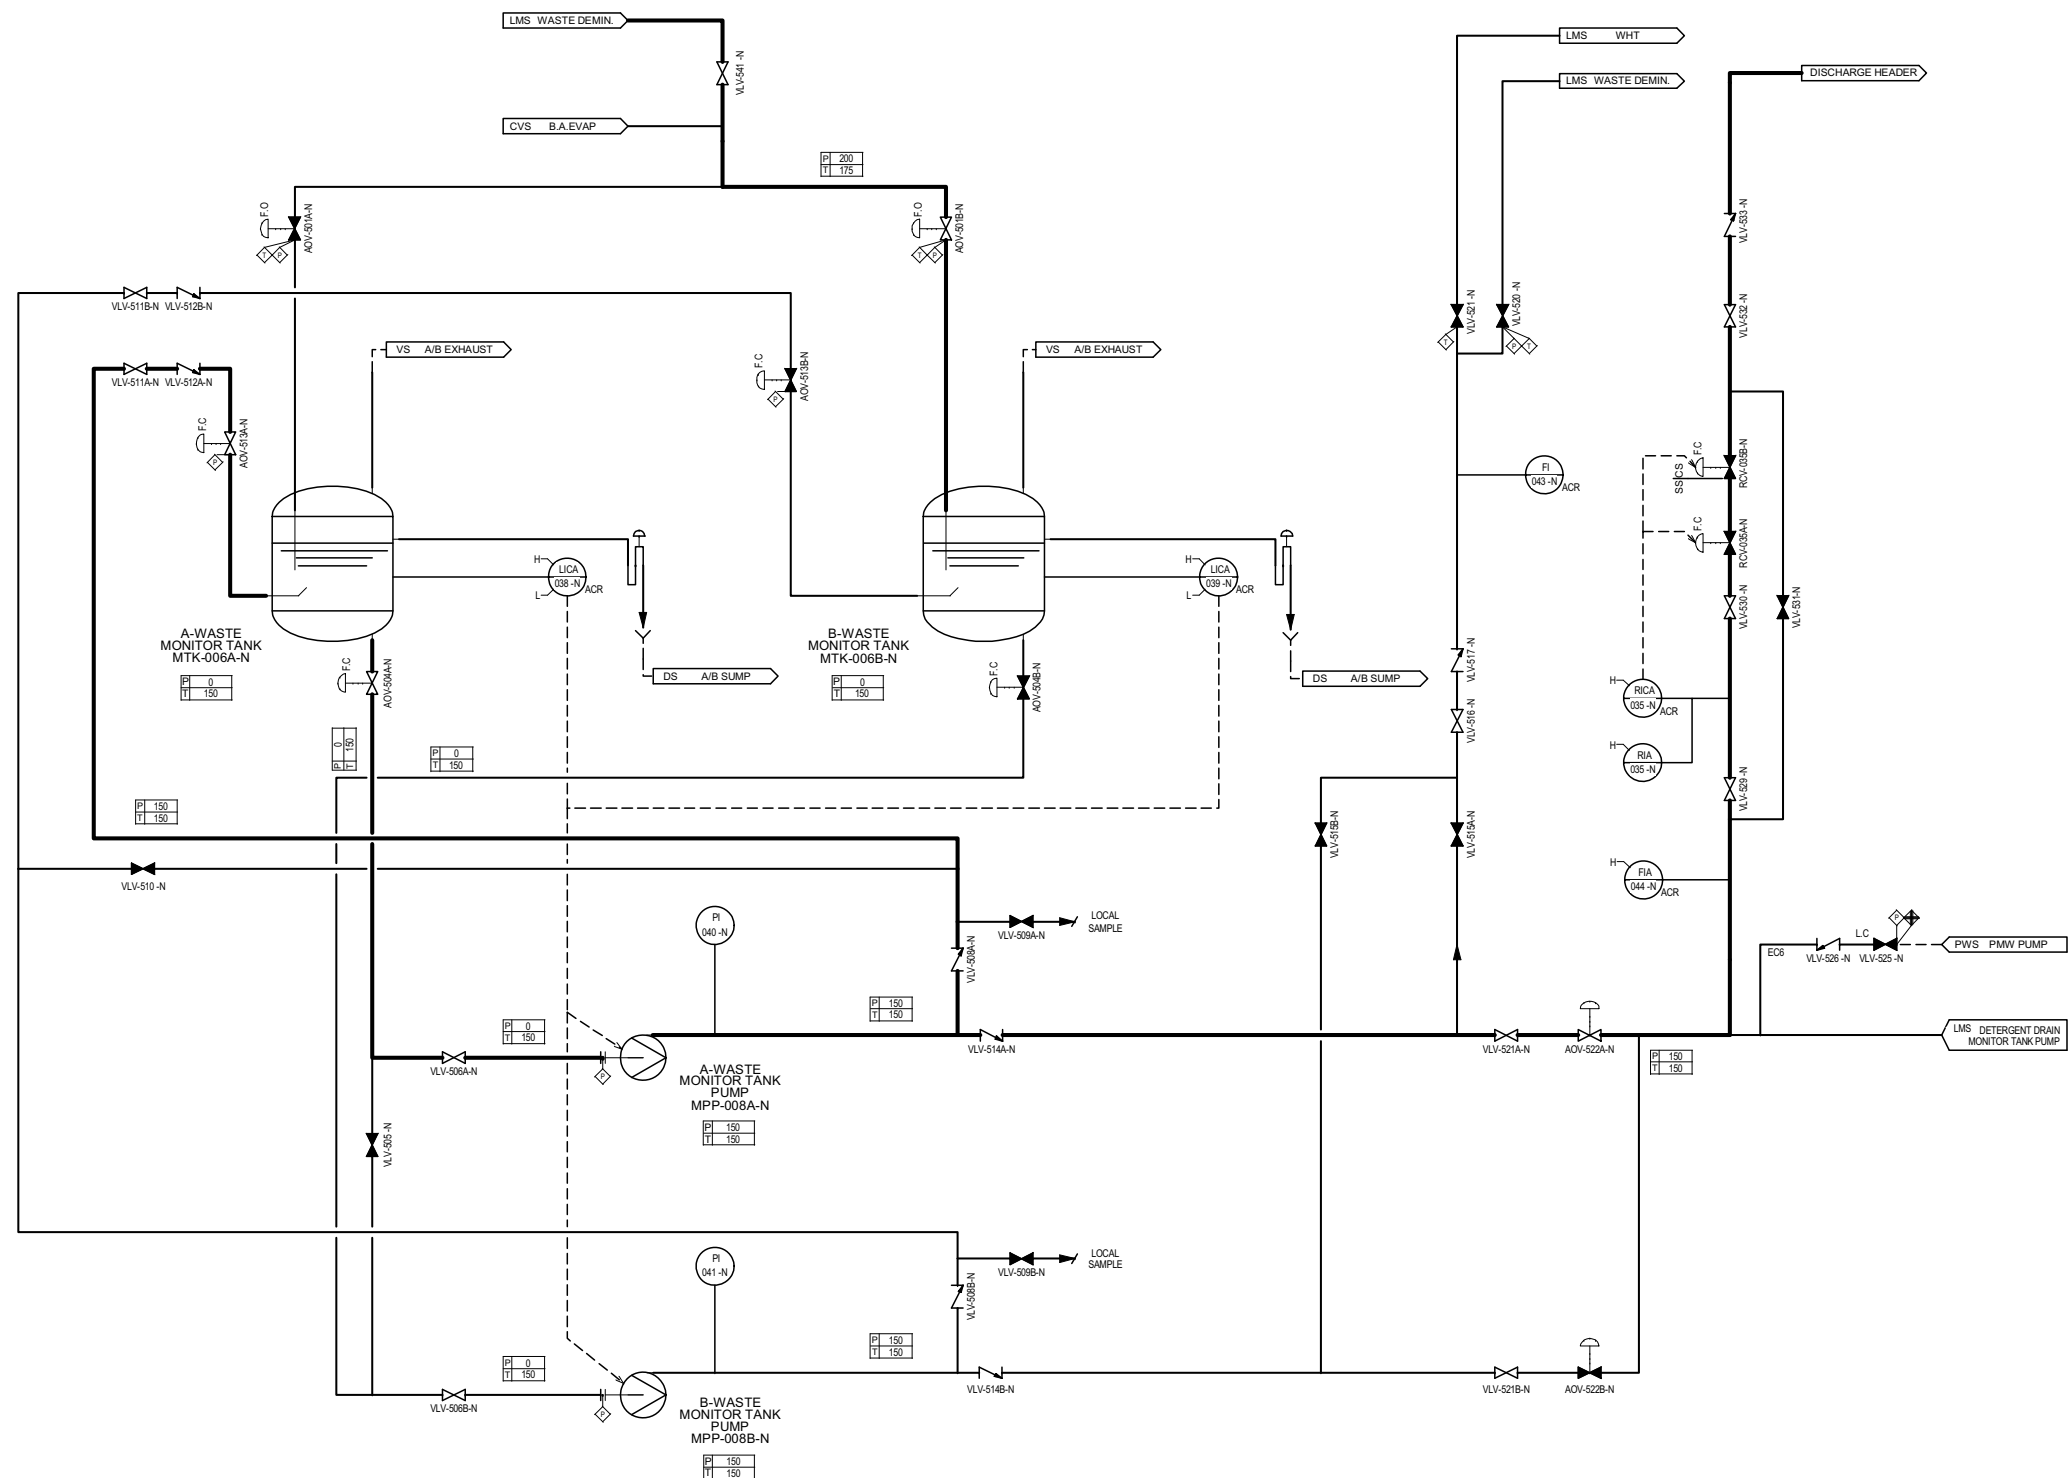 LMS WASTE DEMIN.
VLV-541 -N
CVS B.A.EVAP
P 200
T 175
LMS WHT
LMS WASTE DEMIN.
DISCHARGE HEADER
F.O
AOV-501A-N
T P
F.O
AOV-501B-N
T P
VLV-533 -N
VLV-511B-N VLV-512B-N
VLV-521 -N
T
VLV-520 -N
P T
VLV-532 -N
VS A/B EXHAUST
VS A/B EXHAUST
VLV-511A-N VLV-512A-N
F.C
AOV-513B-N
P
F.C
AOV-513A-N
P
FI
043 -N
ACR
SSICS
F.C
RCV-035B-N
F.C
RCV-035A-N
H
LICA
038 -N
L
ACR
H
LICA
039 -N
L
ACR
VLV-530 -N
VLV-531-N
A-WASTE
MONITOR TANK
MTK-006A-N
P 0
T 150
B-WASTE
MONITOR TANK
MTK-006B-N
P 0
T 150
F.C
AOV-504A-N
DS A/B SUMP
F.C
AOV-504B-N
DS A/B SUMP
VLV-517 -N
VLV-516 -N
H
RICA
035 -N
ACR
H
RIA
035 -N
P 0
T 150
P 0
T 150
VLV-529 -N
P 150
T 150
VLV-515B-N
VLV-515A-N
VLV-510 -N
H
FIA
044 -N
ACR
PI
040 -N
VLV-509A-N
LOCAL
SAMPLE
VLV-508A-N
P
L.C
EC6
VLV-526 -N VLV-525 -N
PWS PMW PUMP
P 150
T 150
P 0
T 150
VLV-514A-N
VLV-521A-N
AOV-522A-N
LMS DETERGENT DRAIN
MONITOR TANK PUMP
P 150
T 150
VLV-506A-N
P
A-WASTE
MONITOR TANK
PUMP
MPP-008A-N
P 150
T 150
VLV-505 -N
PI
041 -N
VLV-509B-N
LOCAL
SAMPLE
VLV-508B-N
P 150
T 150
P 0
T 150
VLV-514B-N
VLV-521B-N
AOV-522B-N
VLV-506B-N
P
B-WASTE
MONITOR TANK
PUMP
MPP-008B-N
P 150
T 150